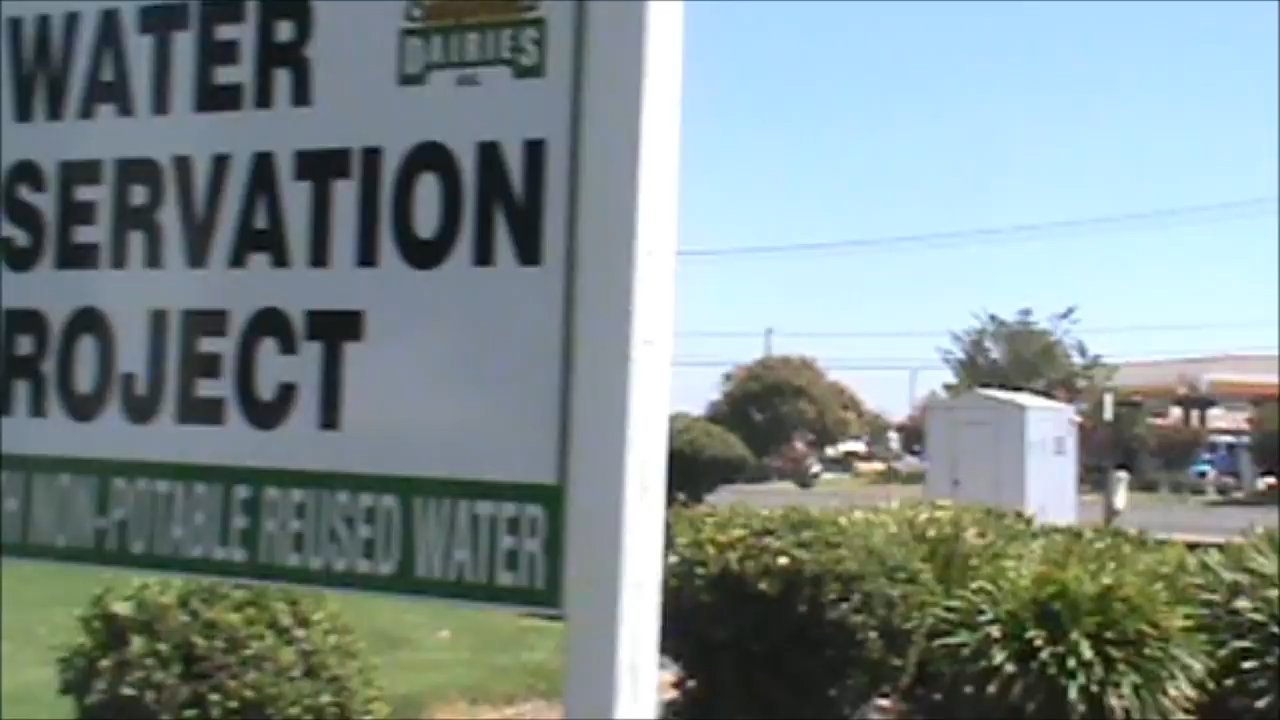 WATER
DAIRIES
SERVATION
ROJECT
NON-POTABLE REUSED WATER